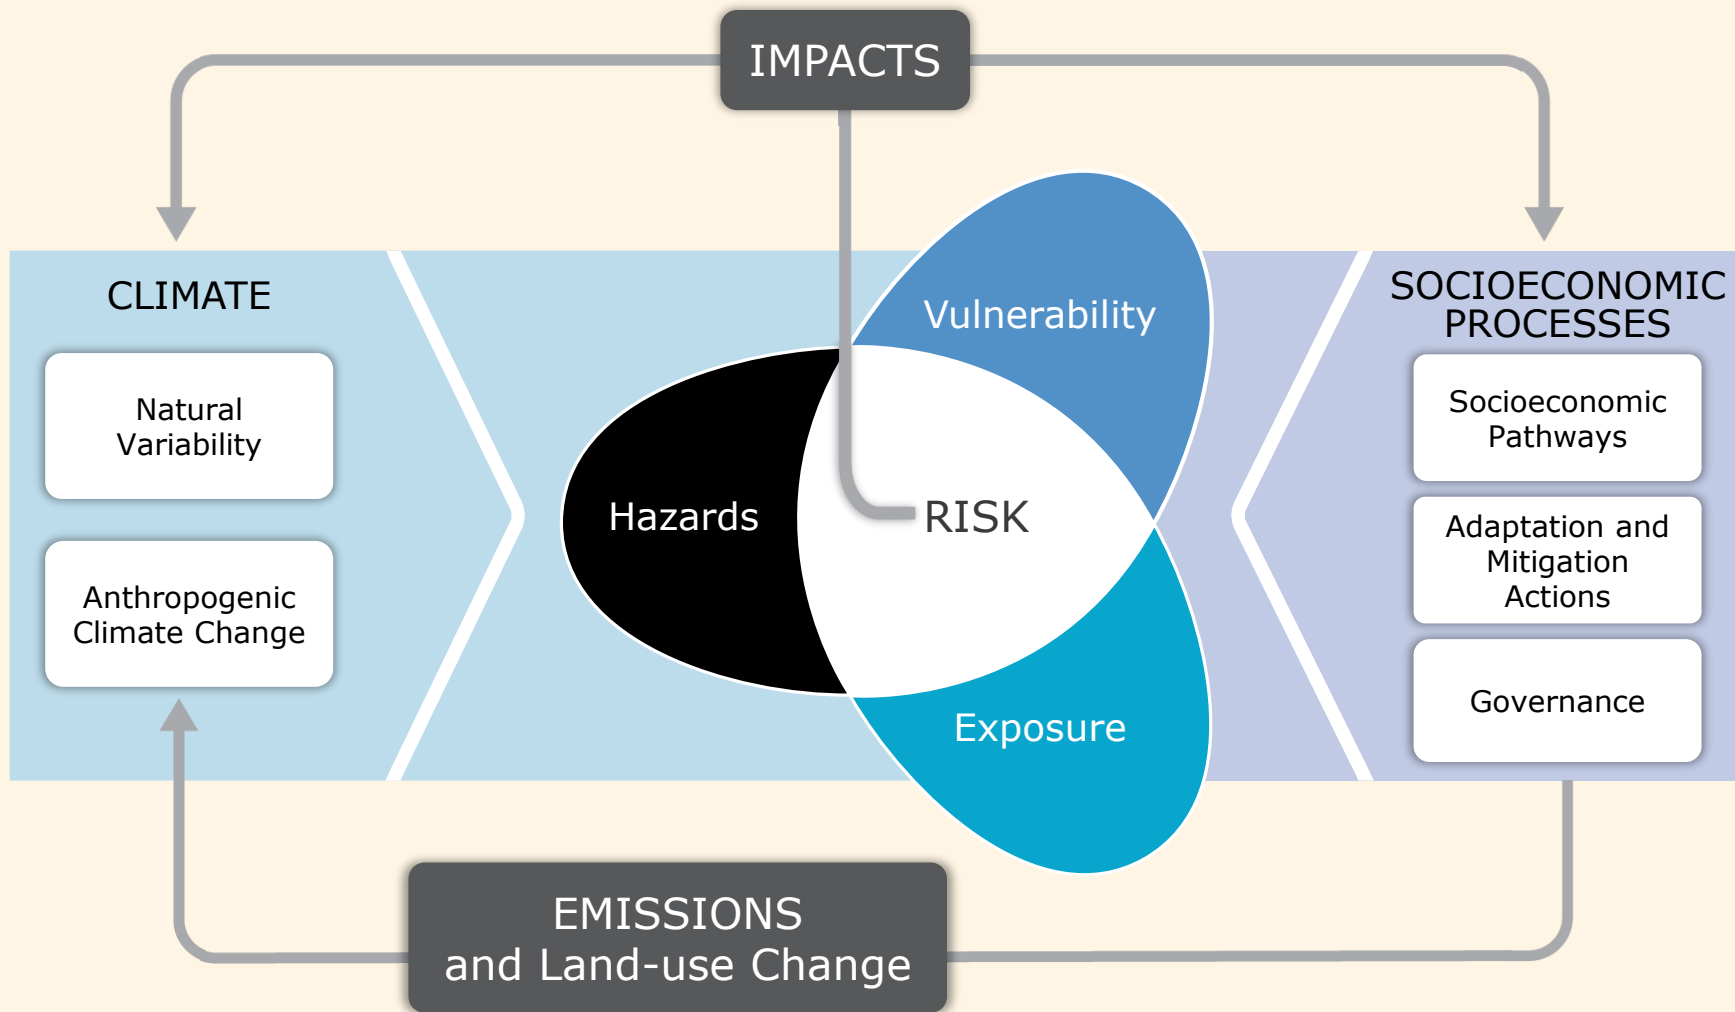 IMPACTS
CLIMATE
Natural
Variability
Anthropogenic
Climate Change
Vulnerability
Hazards
RISK
Exposure
SOCIOECONOMIC
PROCESSES
Socioeconomic
Pathways
Adaptation and
Mitigation
Actions
Governance
EMISSIONS
and Land-use Change